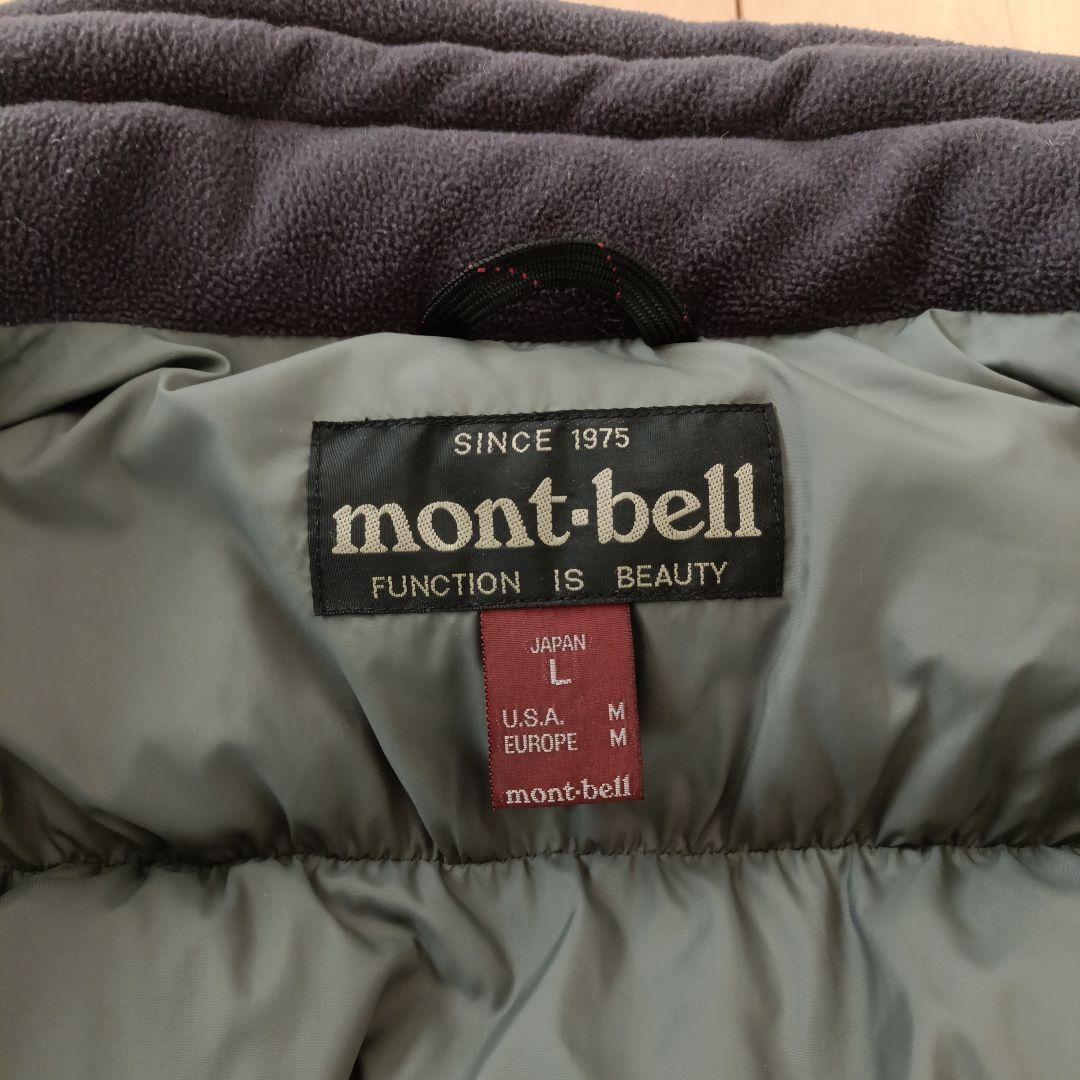 SINCE 1975
mont·bell
FUNCTION IS BEAUTY
JAPAN
L
U.S.A. M
EUROPE M
mont·bell